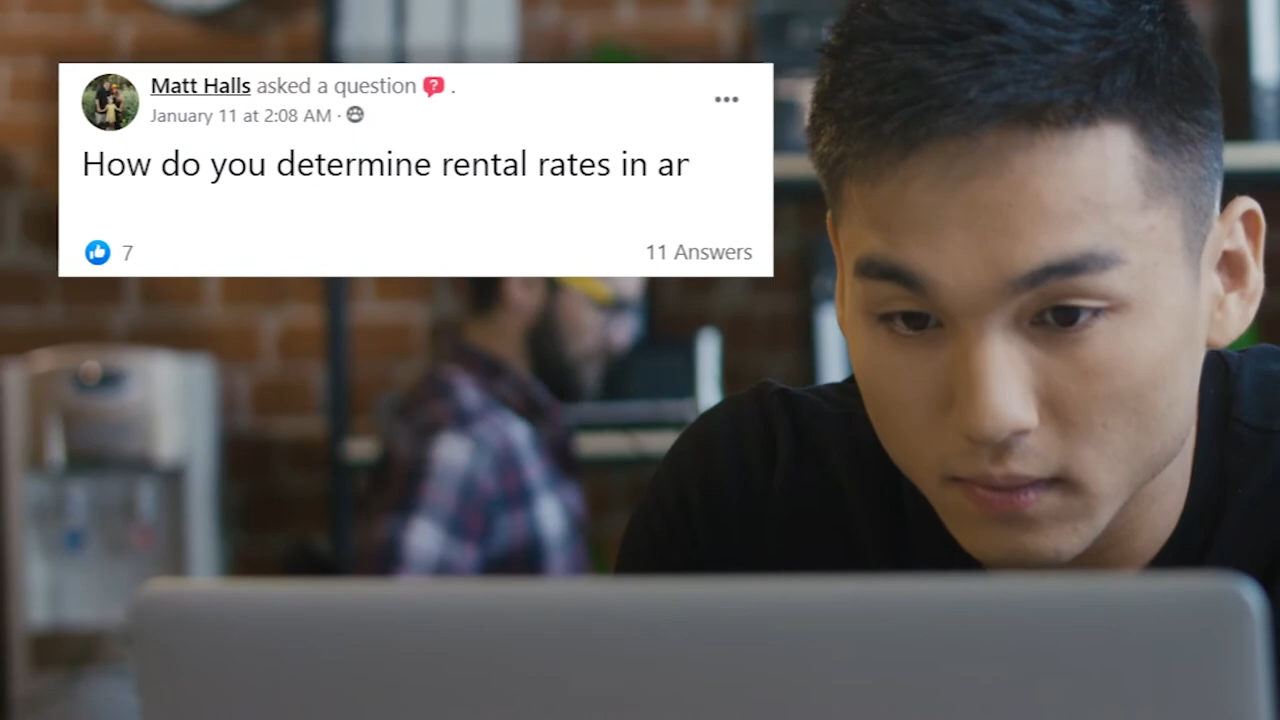 Matt Halls asked a question .
January 11 at 2:08 AM ·
How do you determine rental rates in ar
7
11 Answers